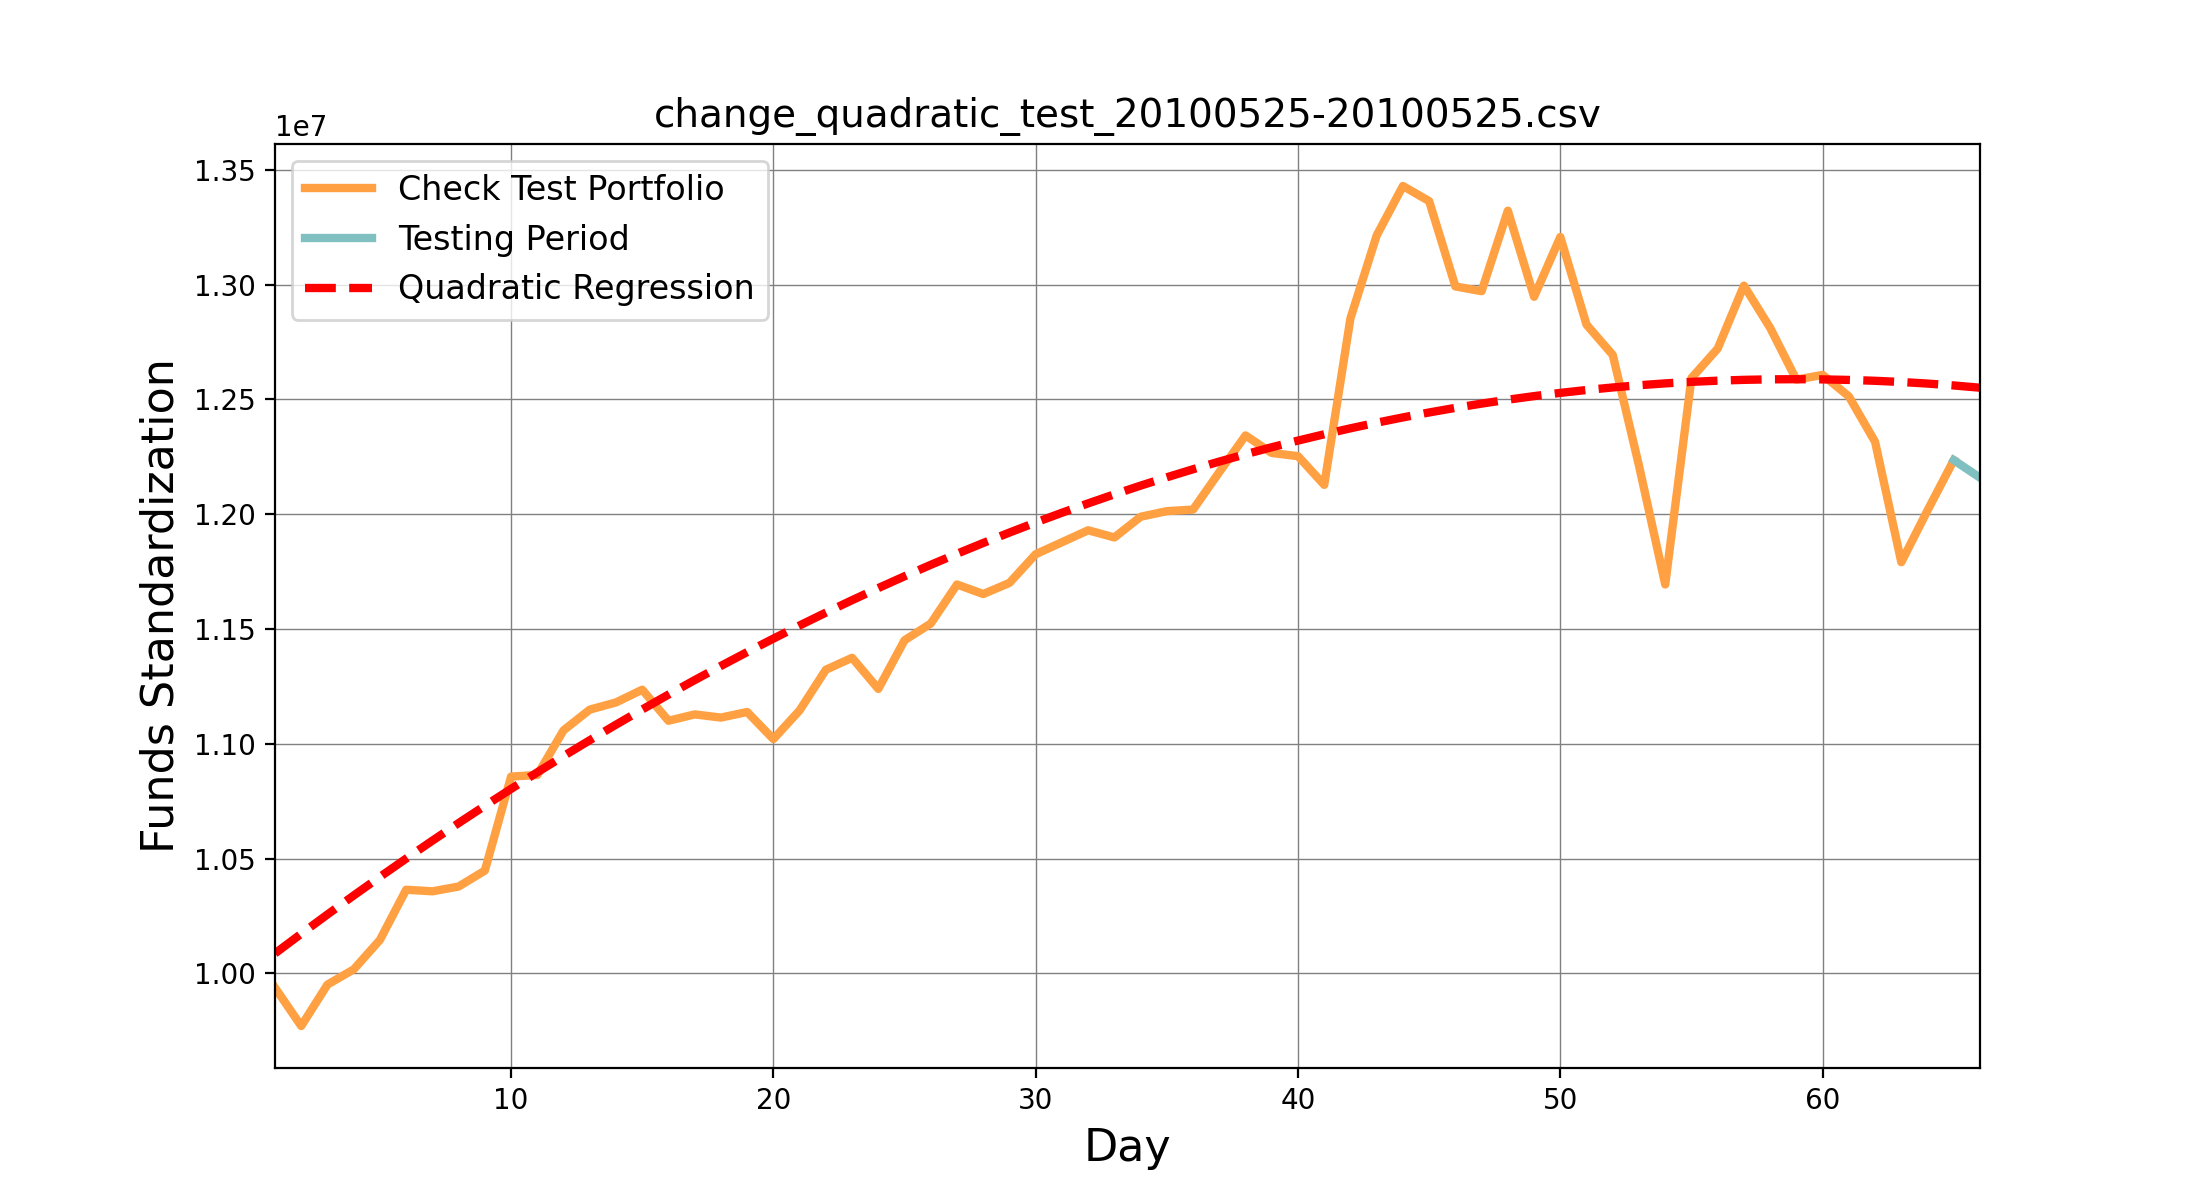 change_quadratic_test_20100525-20100525.csv
1e7
Check Test Portfolio
Testing Period
Quadratic Regression
1.35
1.30
1.25
1.20
1.15
1.10
1.05
1.00
Funds Standardization
10 20 30 40 50 60
Day